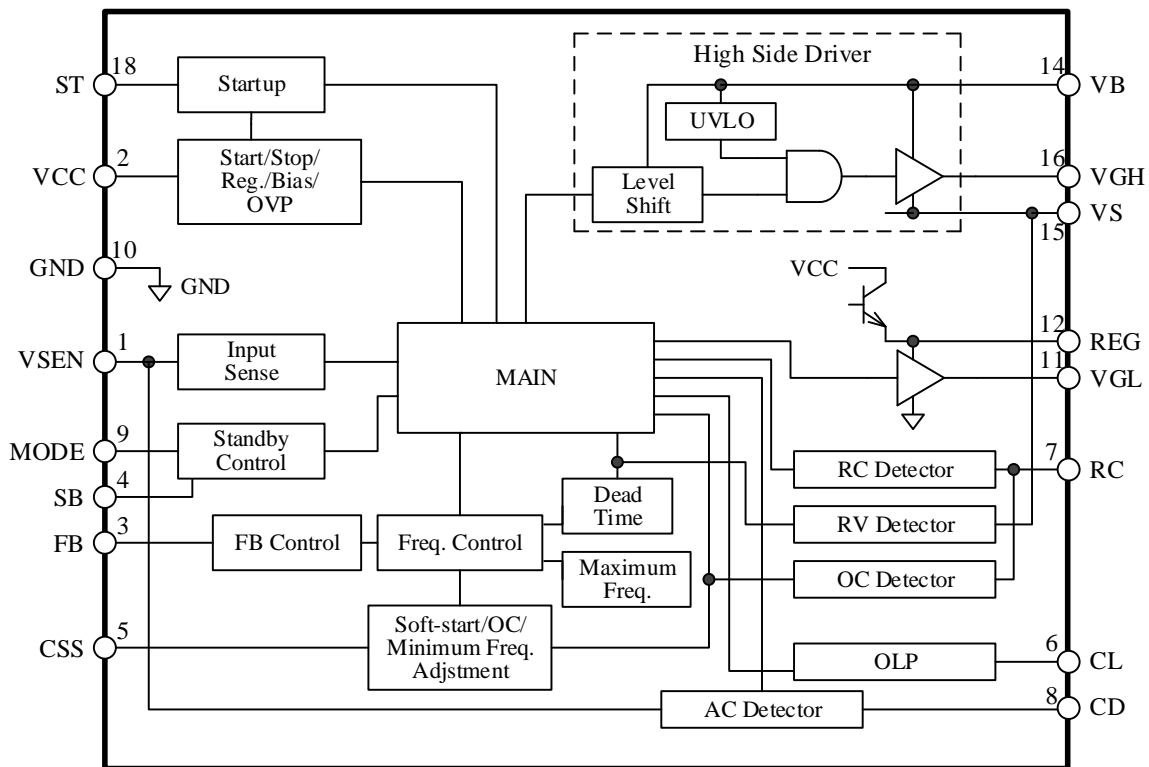 High Side Driver
18
ST
Startup
14
VB
UVLO
2
VCC
Start/Stop/
Reg./Bias/
OVP
16
VGH
Level
Shift
VS
15
10
GND
GND
VCC
12
REG
1
VSEN
Input
Sense
MAIN
11
VGL
9
MODE
Standby
Control
4
SB
7
RC
RC Detector
Dead
Time
3
FB
FB Control
Freq. Control
RV Detector
Maximum
Freq.
OC Detector
5
CSS
Soft-start/OC/
Minimum Freq.
Adjstment
OLP
6
CL
AC Detector
8
CD